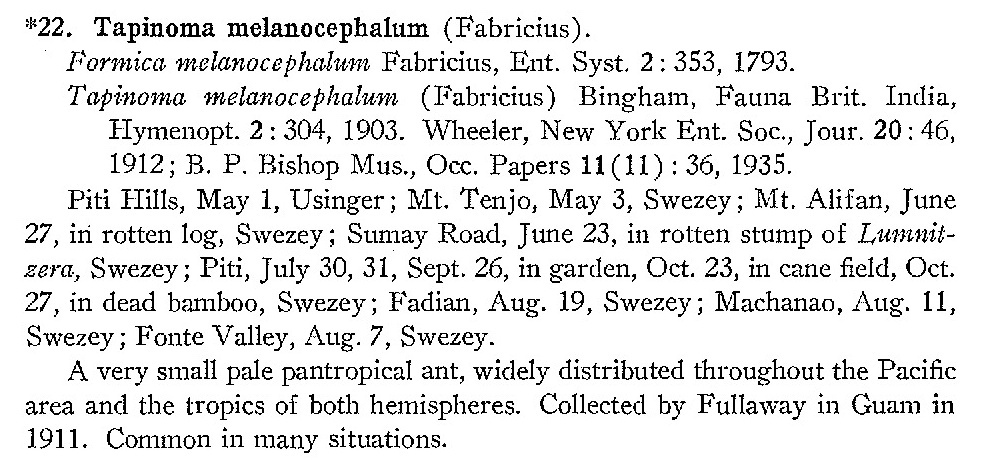 *22. Tapinoma melanocephalum (Fabricius).
Formica melanocephalum Fabricius, Ent. Syst. 2: 353, 1793.
Tapinoma melanocephalum (Fabricius) Bingham, Fauna Brit. India,
Hymenopt. 2: 304, 1903. Wheeler, New York Ent. Soc., Jour. 20: 46,
1912; B. P. Bishop Mus., Occ. Papers 11(11): 36, 1935.
Piti Hills, May 1, Usinger; Mt. Tenjo, May 3, Swezey; Mt. Alifan, June
27, in rotten log, Swezey; Sumay Road, June 23, in rotten stump of Lumnit-
zera, Swezey; Piti, July 30, 31, Sept. 26, in garden, Oct. 23, in cane field, Oct.
27, in dead bamboo, Swezey; Fadian, Aug. 19, Swezey; Machanao, Aug. 11,
Swezey; Fonte Valley, Aug. 7, Swezey.
A very small pale pantropical ant, widely distributed throughout the Pacific
area and the tropics of both hemispheres. Collected by Fullaway in Guam in
1911. Common in many situations.